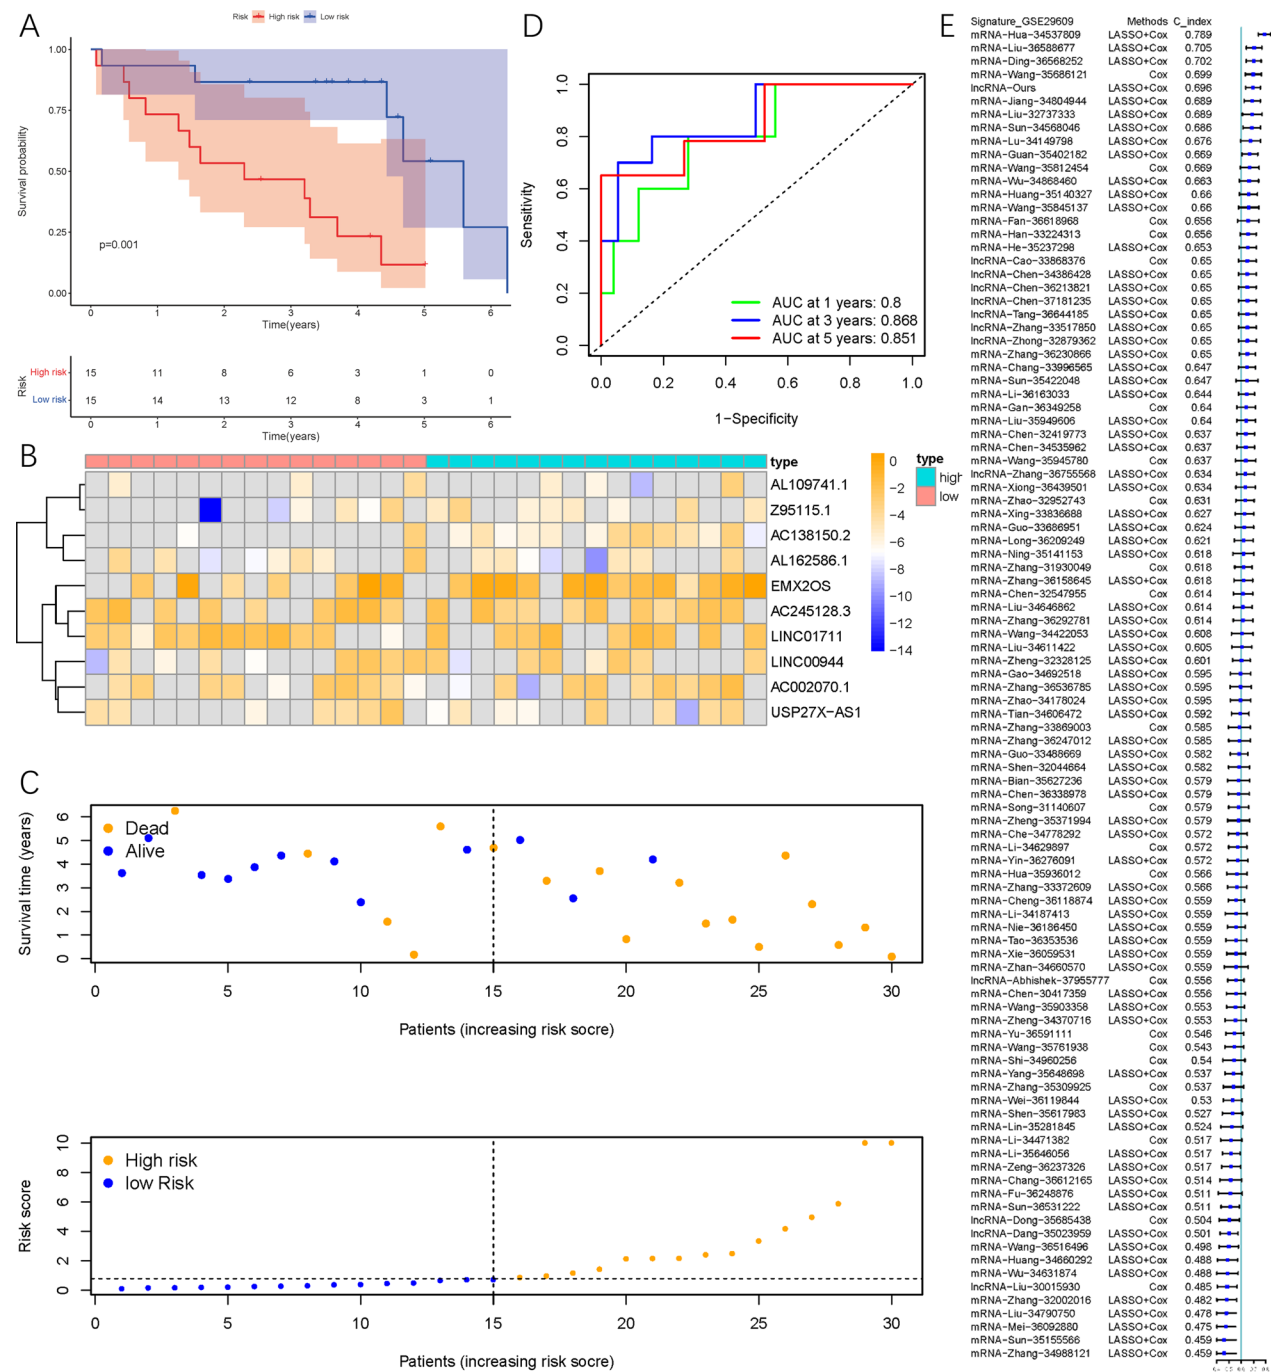 A
Risk High risk Low risk
1.00
0.75
0.50
0.25
0.00
Survival probability
p=0.001
0 1 2 3 4 5 6
Time(years)
Risk
High risk 15 11 8 6 3 1 0
Low risk 15 14 13 12 8 3 1
0 1 2 3 4 5 6
Time(years)
D
1.0
0.8
0.6
0.4
0.2
0.0
Sensitivity
AUC at 1 years: 0.8
AUC at 3 years: 0.868
AUC at 5 years: 0.851
0.0 0.2 0.4 0.6 0.8 1.0
1-Specificity
B
type
AL109741.1
Z95115.1
AC138150.2
AL162586.1
EMX2OS
AC245128.3
LINC01711
LINC00944
AC002070.1
USP27X-AS1
0
-2
-4
-6
-8
-10
-12
-14
type
high
low
C
Survival time (years)
6
5
4
3
2
1
0
Dead
Alive
0 5 10 15 20 25 30
Patients (increasing risk socre)
Risk score
10
8
6
4
2
0
High risk
low Risk
0 5 10 15 20 25 30
Patients (increasing risk socre)
E
Signature_GSE29609 Methods C_index
mRNA-Hua-34537809 LASSO+Cox 0.789
mRNA-Liu-36588677 LASSO+Cox 0.705
mRNA-Ding-36568252 LASSO+Cox 0.702
mRNA-Wang-35686121 Cox 0.699
lncRNA-Ours LASSO+Cox 0.696
mRNA-Jiang-34804944 LASSO+Cox 0.689
mRNA-Liu-32737333 LASSO+Cox 0.689
mRNA-Sun-34568046 LASSO+Cox 0.686
mRNA-Lu-34149798 LASSO+Cox 0.676
mRNA-Guan-35402182 LASSO+Cox 0.669
mRNA-Wang-35812454 Cox 0.669
mRNA-Wu-34868460 LASSO+Cox 0.663
mRNA-Huang-35140327 LASSO+Cox 0.66
mRNA-Wang-35845137 LASSO+Cox 0.66
mRNA-Fan-36618968 Cox 0.656
mRNA-Han-33224313 Cox 0.656
mRNA-He-35237298 LASSO+Cox 0.653
lncRNA-Cao-33868376 Cox 0.65
lncRNA-Chen-34386428 LASSO+Cox 0.65
lncRNA-Chen-36213821 LASSO+Cox 0.65
lncRNA-Chen-37181235 LASSO+Cox 0.65
lncRNA-Tang-36644185 LASSO+Cox 0.65
lncRNA-Zhang-33517850 LASSO+Cox 0.65
lncRNA-Zhong-32879362 LASSO+Cox 0.65
mRNA-Zhang-36230866 LASSO+Cox 0.65
mRNA-Chang-33996565 LASSO+Cox 0.647
mRNA-Sun-35422048 LASSO+Cox 0.647
mRNA-Li-36163033 LASSO+Cox 0.644
mRNA-Gan-36349258 Cox 0.64
mRNA-Liu-35949606 LASSO+Cox 0.64
mRNA-Chen-32419773 LASSO+Cox 0.637
mRNA-Chen-34535962 LASSO+Cox 0.637
mRNA-Wang-35945780 Cox 0.637
lncRNA-Zhang-36755568 LASSO+Cox 0.634
mRNA-Xiong-36439501 LASSO+Cox 0.634
mRNA-Zhao-32952743 Cox 0.631
mRNA-Xing-33836688 LASSO+Cox 0.627
mRNA-Guo-33686951 LASSO+Cox 0.624
mRNA-Long-36209249 LASSO+Cox 0.621
mRNA-Ning-35141153 LASSO+Cox 0.618
mRNA-Zhang-31930049 Cox 0.618
mRNA-Zhang-36158645 LASSO+Cox 0.618
mRNA-Chen-32547955 Cox 0.614
mRNA-Liu-34646862 LASSO+Cox 0.614
mRNA-Zhang-36292781 LASSO+Cox 0.614
mRNA-Wang-34422053 LASSO+Cox 0.608
mRNA-Liu-34611422 LASSO+Cox 0.605
mRNA-Zheng-32328125 LASSO+Cox 0.601
mRNA-Gao-34692518 LASSO+Cox 0.595
mRNA-Zhang-36536785 LASSO+Cox 0.595
mRNA-Zhao-34178024 LASSO+Cox 0.595
mRNA-Tian-34606472 LASSO+Cox 0.592
mRNA-Zhang-33869003 Cox 0.585
mRNA-Zhang-36247012 LASSO+Cox 0.585
mRNA-Guo-33488669 LASSO+Cox 0.582
mRNA-Shen-32044664 LASSO+Cox 0.582
mRNA-Bian-35627236 LASSO+Cox 0.579
mRNA-Chen-36338978 LASSO+Cox 0.579
mRNA-Song-31140607 Cox 0.579
mRNA-Zheng-35371994 LASSO+Cox 0.579
mRNA-Che-34778292 LASSO+Cox 0.572
mRNA-Li-34629897 Cox 0.572
mRNA-Yin-36276091 LASSO+Cox 0.572
mRNA-Hua-35936012 Cox 0.566
mRNA-Zhang-33372609 LASSO+Cox 0.566
mRNA-Cheng-36118874 LASSO+Cox 0.559
mRNA-Li-34187413 LASSO+Cox 0.559
mRNA-Nie-36186450 LASSO+Cox 0.559
mRNA-Tao-36353536 LASSO+Cox 0.559
mRNA-Xie-36059531 LASSO+Cox 0.559
mRNA-Zhan-34660570 LASSO+Cox 0.559
lncRNA-Abhishek-37955777 Cox 0.556
mRNA-Chen-30417359 LASSO+Cox 0.556
mRNA-Wang-35903358 LASSO+Cox 0.553
mRNA-Zheng-34370716 LASSO+Cox 0.553
mRNA-Yu-36591111 Cox 0.546
mRNA-Wang-35761938 Cox 0.543
mRNA-Shi-34960256 Cox 0.54
mRNA-Yang-35648698 LASSO+Cox 0.537
mRNA-Zhang-35309925 Cox 0.537
mRNA-Wei-36119844 LASSO+Cox 0.53
mRNA-Shen-35617983 LASSO+Cox 0.527
mRNA-Lin-35281845 LASSO+Cox 0.524
mRNA-Li-34471382 Cox 0.517
mRNA-Li-35646056 LASSO+Cox 0.517
mRNA-Zeng-36237326 LASSO+Cox 0.517
mRNA-Chang-36612165 LASSO+Cox 0.514
mRNA-Fu-36248876 LASSO+Cox 0.511
mRNA-Sun-36531222 LASSO+Cox 0.511
lncRNA-Dong-35685438 Cox 0.504
lncRNA-Dang-35023959 LASSO+Cox 0.501
mRNA-Wang-36516496 LASSO+Cox 0.498
mRNA-Huang-34660292 LASSO+Cox 0.488
mRNA-Wu-34631874 LASSO+Cox 0.488
lncRNA-Liu-30015930 Cox 0.485
mRNA-Zhang-32002016 LASSO+Cox 0.482
mRNA-Liu-34790750 LASSO+Cox 0.478
mRNA-Mei-36092880 LASSO+Cox 0.475
mRNA-Sun-35155566 LASSO+Cox 0.459
mRNA-Zhang-34988121 LASSO+Cox 0.459